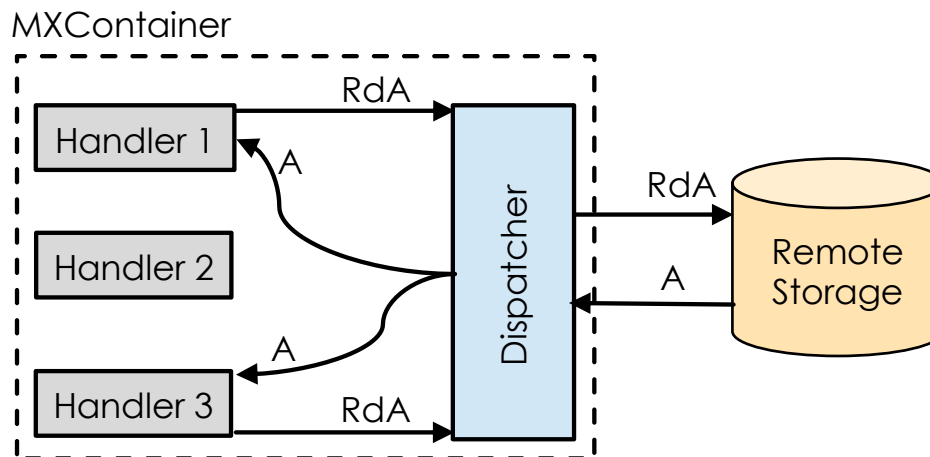 MXContainer
RdA
Handler 1
A
RdA
Handler 2
Dispatcher
Remote
Storage
A
A
Handler 3
RdA